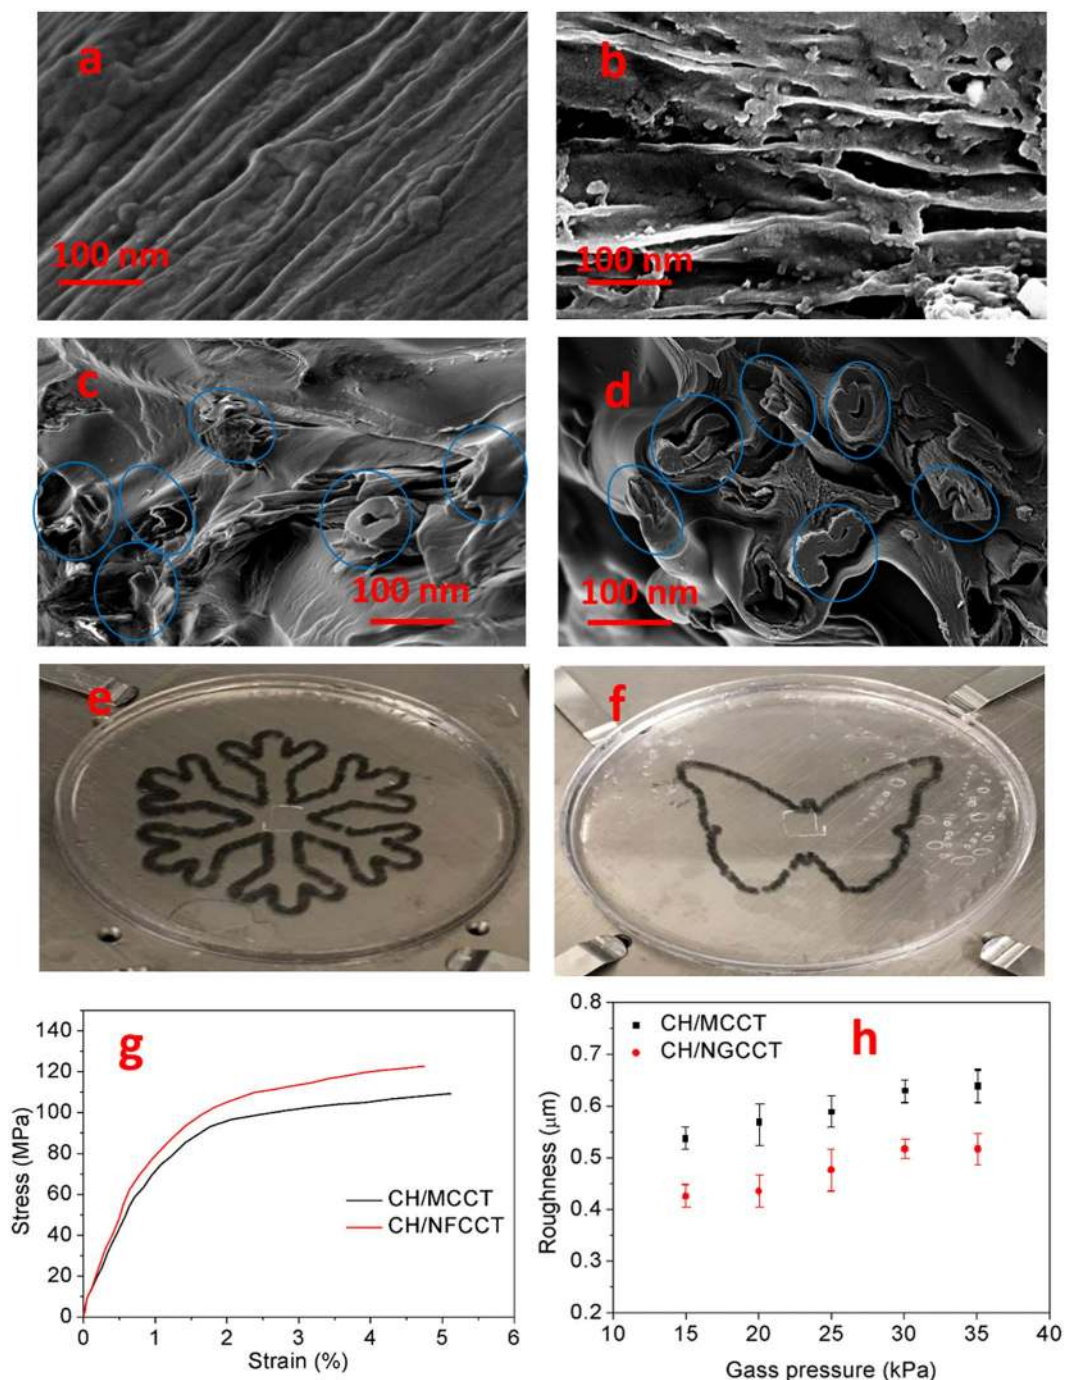 a
b
100 nm
100 nm
c
d
100 nm
100 nm
e
f
g
140
120
100
80
60
40
20
0
Stress (MPa)
CH/MCCT
CH/NFCCT
0 1 2 3 4 5 6
Strain (%)
h
0.8
0.7
0.6
0.5
0.4
0.3
0.2
Roughness (μm)
CH/MCCT
CH/NGCCT
10 15 20 25 30 35 40
Gass pressure (kPa)